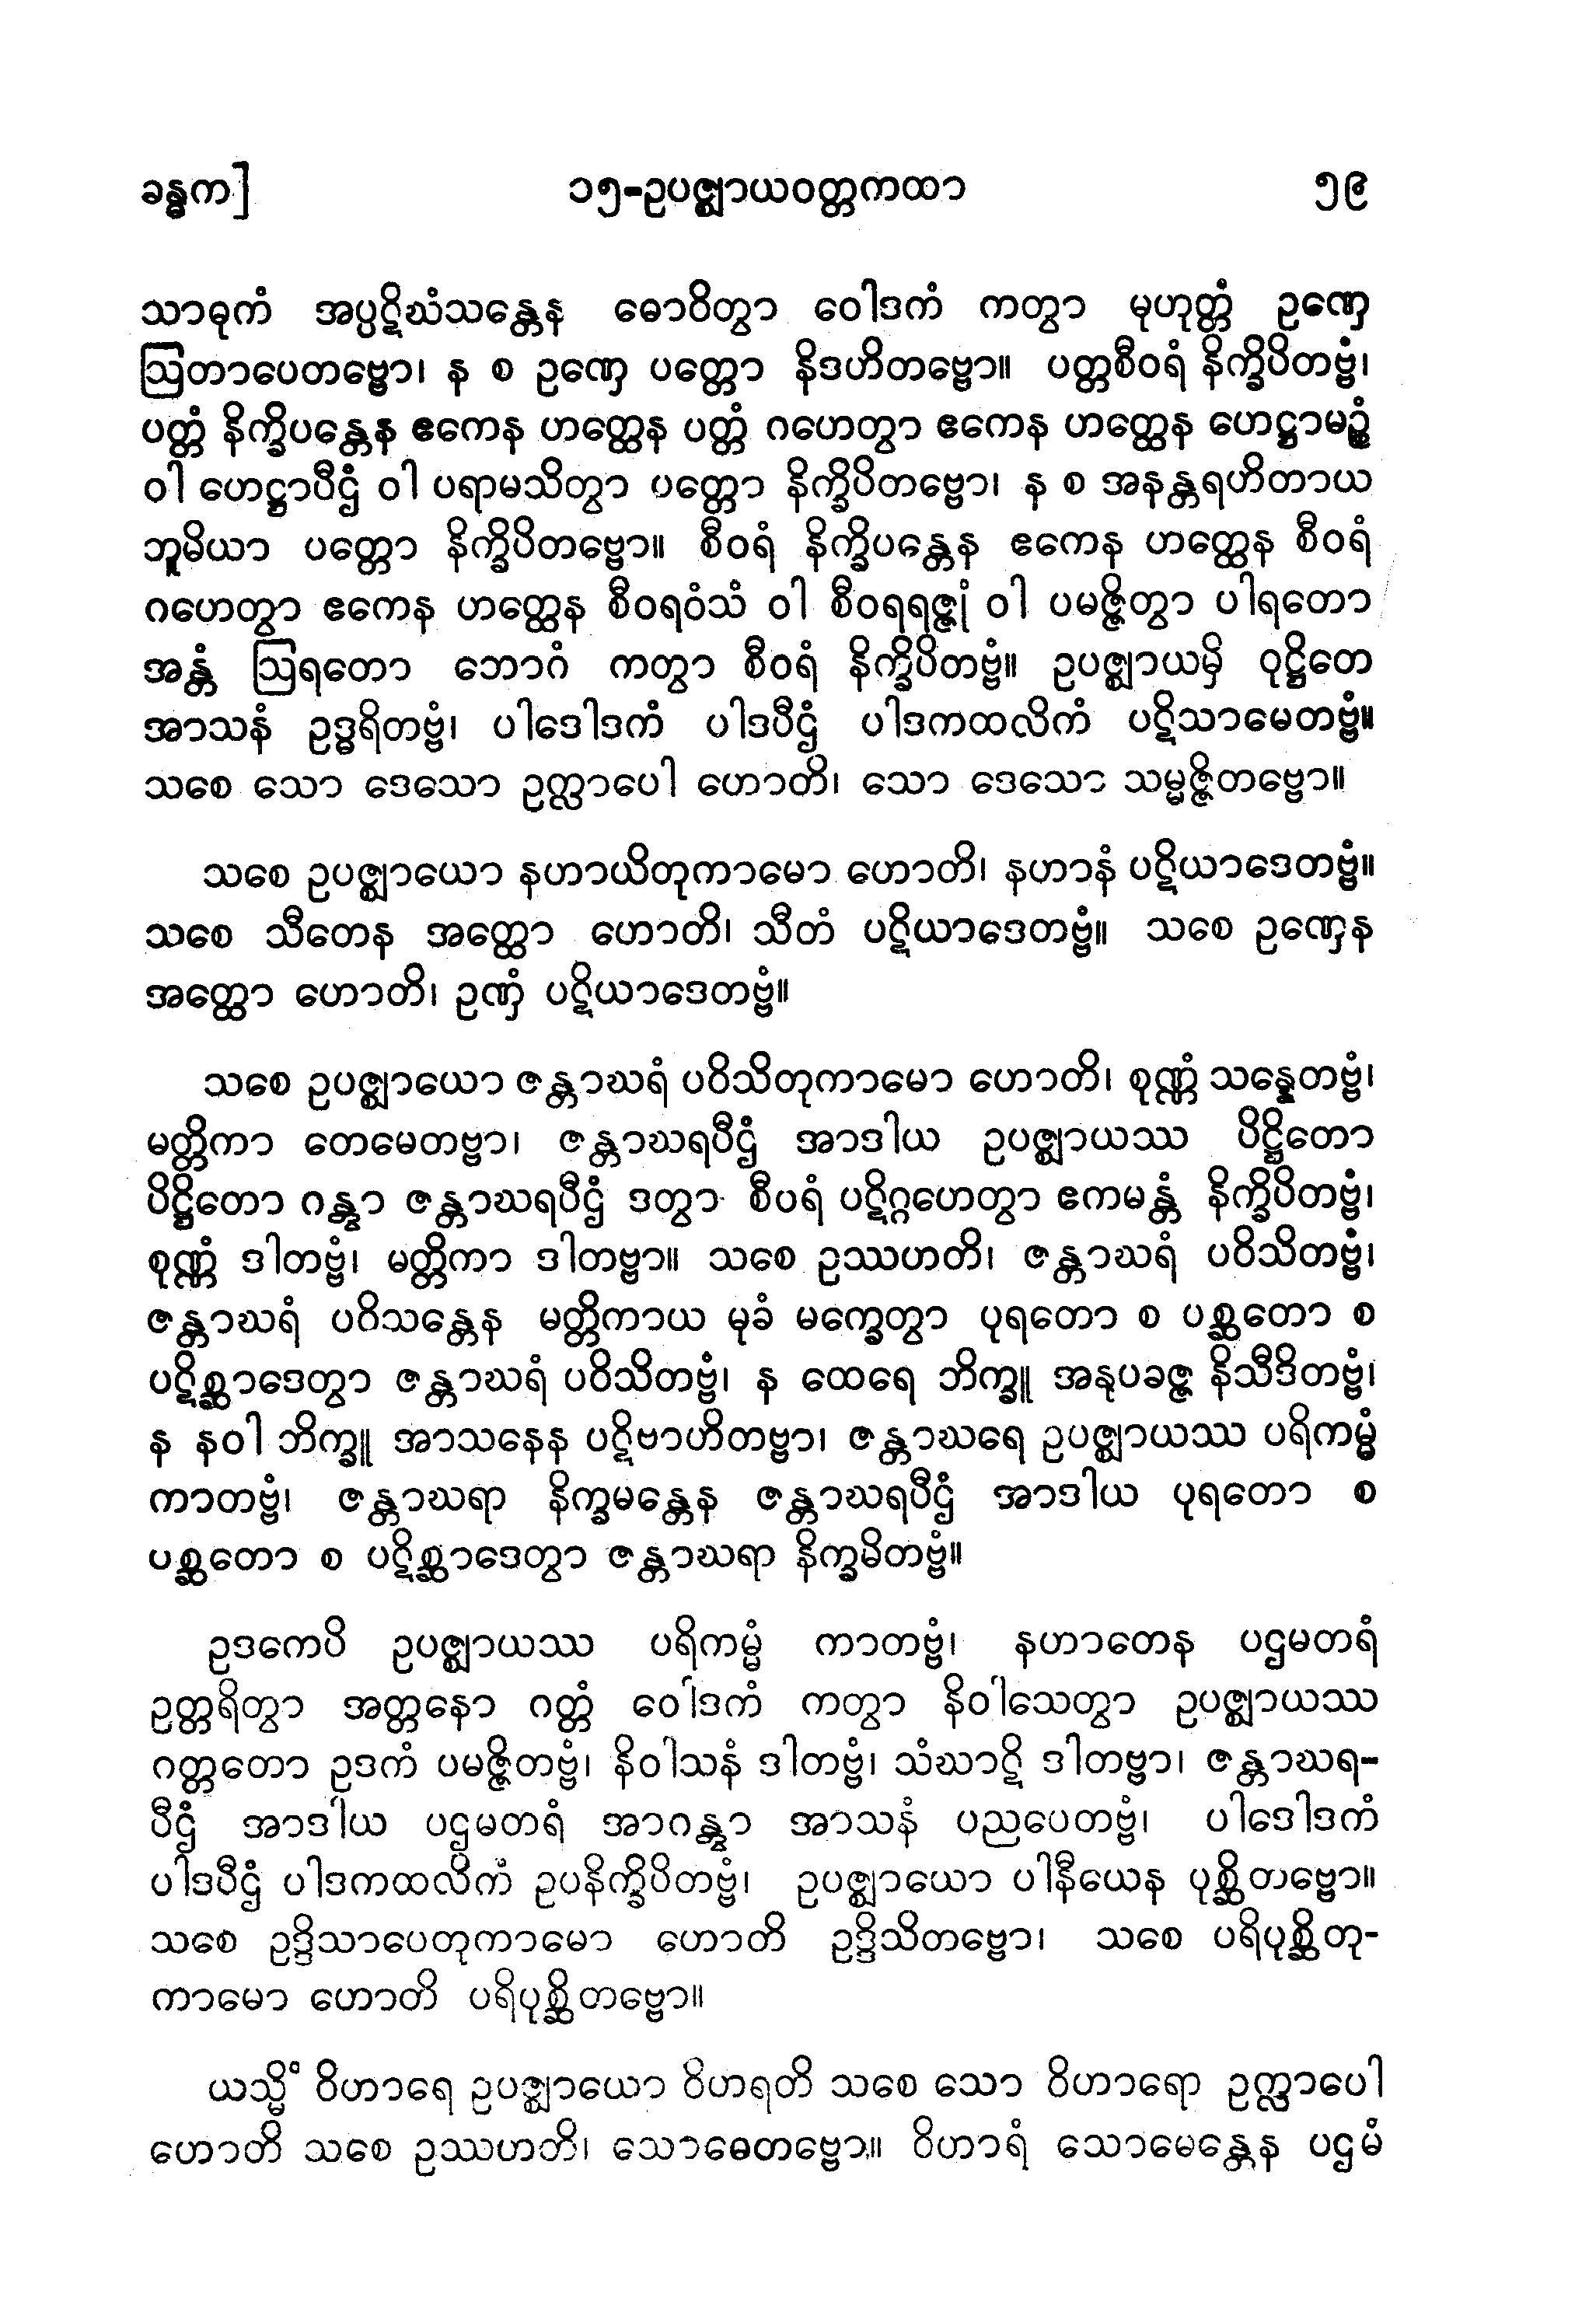 ခန္ဓက]
၁၅-ဥပဇ္ဈာယဝတ္တကထာ
၅၉
သာဓုကံ အပ္ပဋိဃံသန္တေန ဓောဝိတွာ ဝေါဒကံ ကတွာ မုဟုတ္တံ ဥဏှေ
ဩတာပေတဗ္ဗော၊ န စ ဥဏှေ ပတ္တော နိဒဟိတဗ္ဗော။ ပတ္တစီဝရံ နိက္ခိပိတဗ္ဗံ၊
ပတ္တံ နိက္ခိပန္တေန ဧကေန ဟတ္ထေန ပတ္တံ ဂဟေတွာ ဧကေန ဟတ္ထေန ဟေဋ္ဌာမဉ္စံ
ဝါ ဟေဋ္ဌာပီဌံ ဝါ ပရာမသိတွာ ပတ္တော နိက္ခိပိတဗ္ဗော၊ န စ အနန္တရဟိတာယ
ဘူမိယာ ပတ္တော နိက္ခိပိတဗ္ဗော။ စီဝရံ နိက္ခိပန္တေန ဧကေန ဟတ္ထေန စီဝရံ
ဂဟေတွာ ဧကေန ဟတ္ထေန စီဝရဝံသံ ဝါ စီဝရရဇ္ဇုံ ဝါ ပမဇ္ဇိတွာ ပါရတော
အန္တံ ဩရတော ဘောဂံ ကတွာ စီဝရံ နိက္ခိပိတဗ္ဗံ။ ဥပဇ္ဈာယမှိ ဝုဋ္ဌိတေ
အာသနံ ဥဒ္ဓရိတဗ္ဗံ၊ ပါဒေါဒကံ ပါဒပီဌံ ပါဒကထလိကံ ပဋိသာမေတဗ္ဗံ။
သစေ သော ဒေသော ဥက္လာပေါ ဟောတိ၊ သော ဒေသော သမ္မဇ္ဇိတဗ္ဗော။
သစေ ဥပဇ္ဈာယော နဟာယိတုကာမော ဟောတိ၊ နဟာနံ ပဋိယာဒေတဗ္ဗံ။
သစေ သီတေန အတ္ထော ဟောတိ၊ သီတံ ပဋိယာဒေတဗ္ဗံ။ သစေ ဥဏှေန
အတ္ထော ဟောတိ၊ ဥဏှံ ပဋိယာဒေတဗ္ဗံ။
သစေ ဥပဇ္ဈာယော ဇန္တာဃရံ ပဝိသိတုကာမော ဟောတိ၊ စုဏ္ဏံ သန္နေတဗ္ဗံ၊
မတ္တိကာ တေမေတဗ္ဗာ၊ ဇန္တာဃရပီဌံ အာဒါယ ဥပဇ္ဈာယဿ ပိဋ္ဌိတော
ပိဋ္ဌိတော ဂန္တွာ ဇန္တာဃရပီဌံ ဒတွာ စီဝရံ ပဋိဂ္ဂဟေတွာ ဧကမန္တံ နိက္ခိပိတဗ္ဗံ၊
စုဏ္ဏံ ဒါတဗ္ဗံ၊ မတ္တိကာ ဒါတဗ္ဗာ။ သစေ ဥဿဟတိ၊ ဇန္တာဃရံ ပဝိသိတဗ္ဗံ၊
ဇန္တာဃရံ ပဝိသန္တေန မတ္တိကာယ မုခံ မက္ခေတွာ ပုရတော စ ပစ္ဆတော စ
ပဋိစ္ဆာဒေတွာ ဇန္တာဃရံ ပဝိသိတဗ္ဗံ၊ န ထေရေ ဘိက္ခူ အနုပခဇ္ဇ နိသီဒိတဗ္ဗံ၊
န နဝါ ဘိက္ခူ အာသနေန ပဋိဗာဟိတဗ္ဗာ၊ ဇန္တာဃရေ ဥပဇ္ဈာယဿ ပရိကမ္မံ
ကာတဗ္ဗံ၊ ဇန္တာဃရာ နိက္ခမန္တေန ဇန္တာဃရပီဌံ အာဒါယ ပုရတော စ
ပစ္ဆတော စ ပဋိစ္ဆာဒေတွာ ဇန္တာဃရာ နိက္ခမိတဗ္ဗံ။
ဥဒကေပိ ဥပဇ္ဈာယဿ ပရိကမ္မံ ကာတဗ္ဗံ၊ နဟာတေန ပဌမတရံ
ဥတ္တရိတွာ အတ္တနော ဂတ္တံ ဝေါဒကံ ကတွာ နိဝါသေတွာ ဥပဇ္ဈာယဿ
ဂတ္တတော ဥဒကံ ပမဇ္ဇိတဗ္ဗံ၊ နိဝါသနံ ဒါတဗ္ဗံ၊ သံဃာဋိ ဒါတဗ္ဗာ၊ ဇန္တာဃရ-
ပီဌံ အာဒါယ ပဌမတရံ အာဂန္တွာ အာသနံ ပညပေတဗ္ဗံ၊ ပါဒေါဒကံ
ပါဒပီဌံ ပါဒကထလိကံ ဥပနိက္ခိပိတဗ္ဗံ၊ ဥပဇ္ဈာယော ပါနီယေန ပုစ္ဆိတဗ္ဗော။
သစေ ဥဒ္ဒိသာပေတုကာမော ဟောတိ ဥဒ္ဒိသိတဗ္ဗော၊ သစေ ပရိပုစ္ဆိတု-
ကာမော ဟောတိ ပရိပုစ္ဆိတဗ္ဗော။
ယသ္မိံ ဝိဟာရေ ဥပဇ္ဈာယော ဝိဟရတိ သစေ သော ဝိဟာရော ဥက္လာပေါ
ဟောတိ သစေ ဥဿဟတိ၊ သောဓေတဗ္ဗော။ ဝိဟာရံ သောဓေန္တေန ပဌမံ